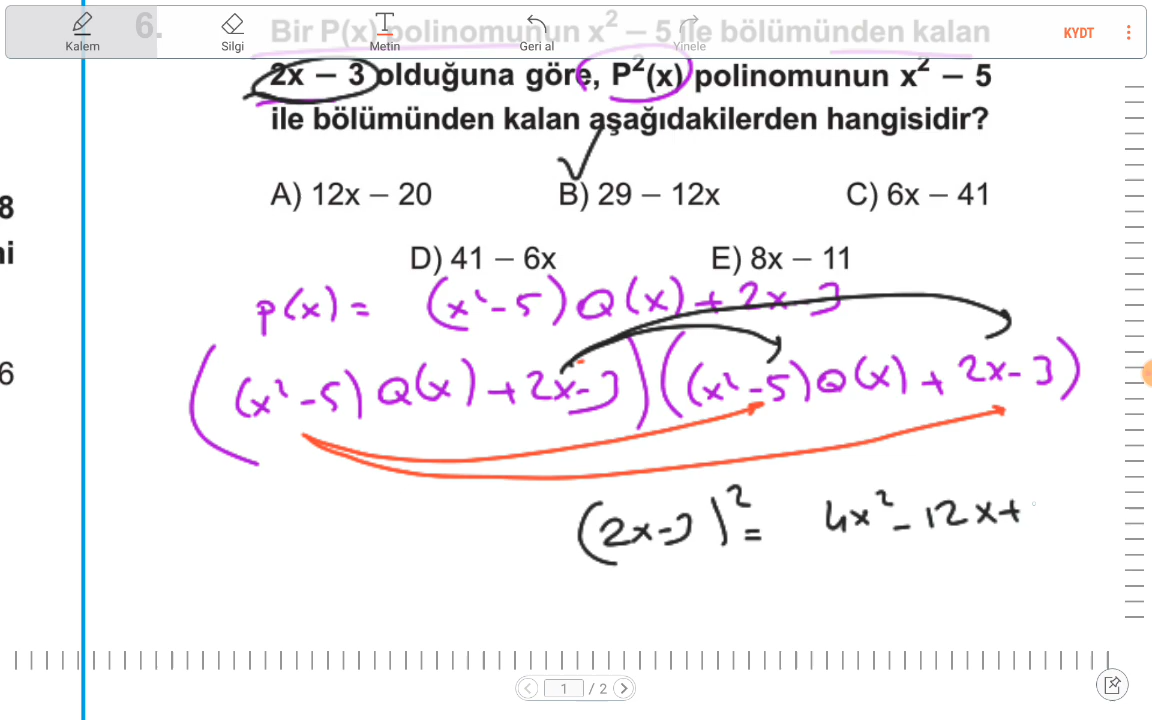 Kalem
Silgi
Metin
Geri al
Yinele
KYDT
6. Bir P(x) polinomunun x² – 5 ile bölümünden kalan
2x – 3 olduğuna göre, P²(x) polinomunun x² – 5
ile bölümünden kalan aşağıdakilerden hangisidir?
A) 12x – 20
B) 29 – 12x
C) 6x – 41
D) 41 – 6x
E) 8x – 11
8
ni
6
p(x) = (x²-5) Q(x) + 2x-3
((x²-5) Q(x) + 2x-3)((x²-5) Q(x) + 2x-3)
(2x-3)² = 4x² - 12x +
1 / 2